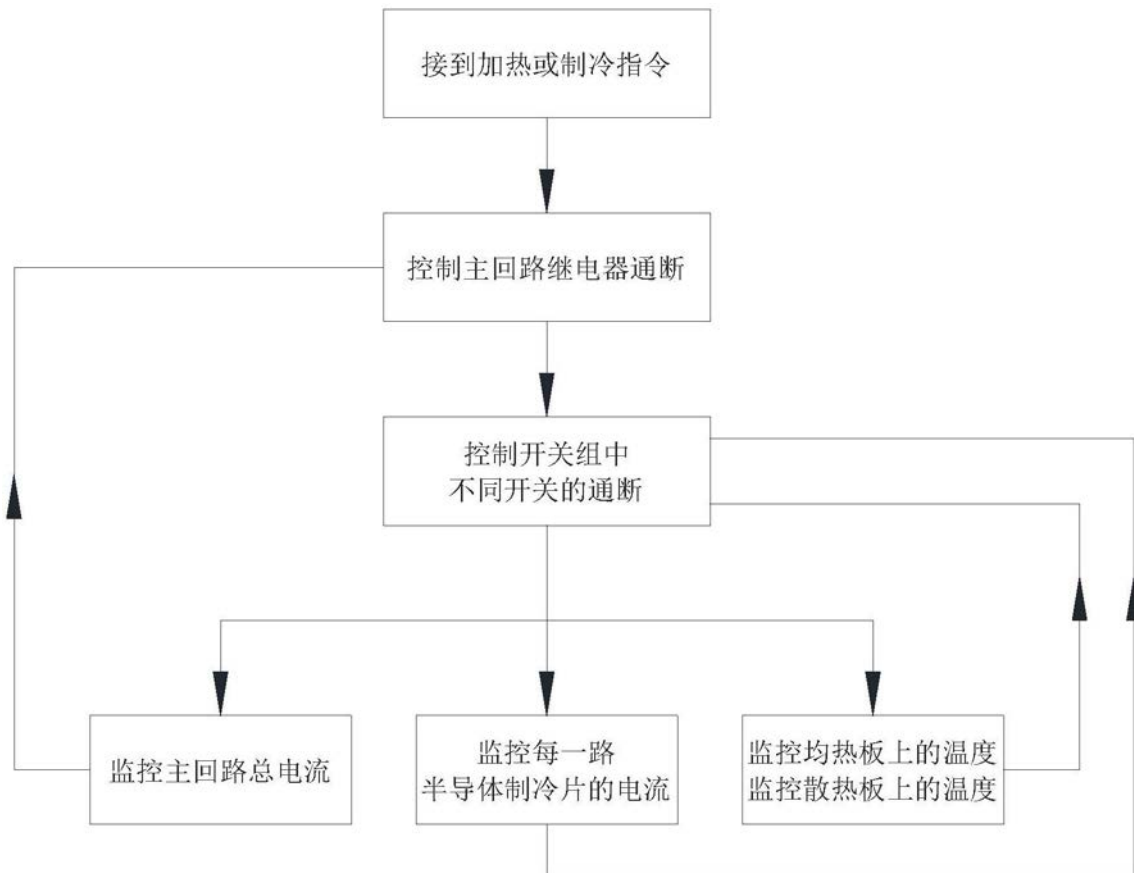 接到加热或制冷指令
控制主回路继电器通断
控制开关组中
不同开关的通断
监控主回路总电流
监控每一路
半导体制冷片的电流
监控均热板上的温度
监控散热板上的温度